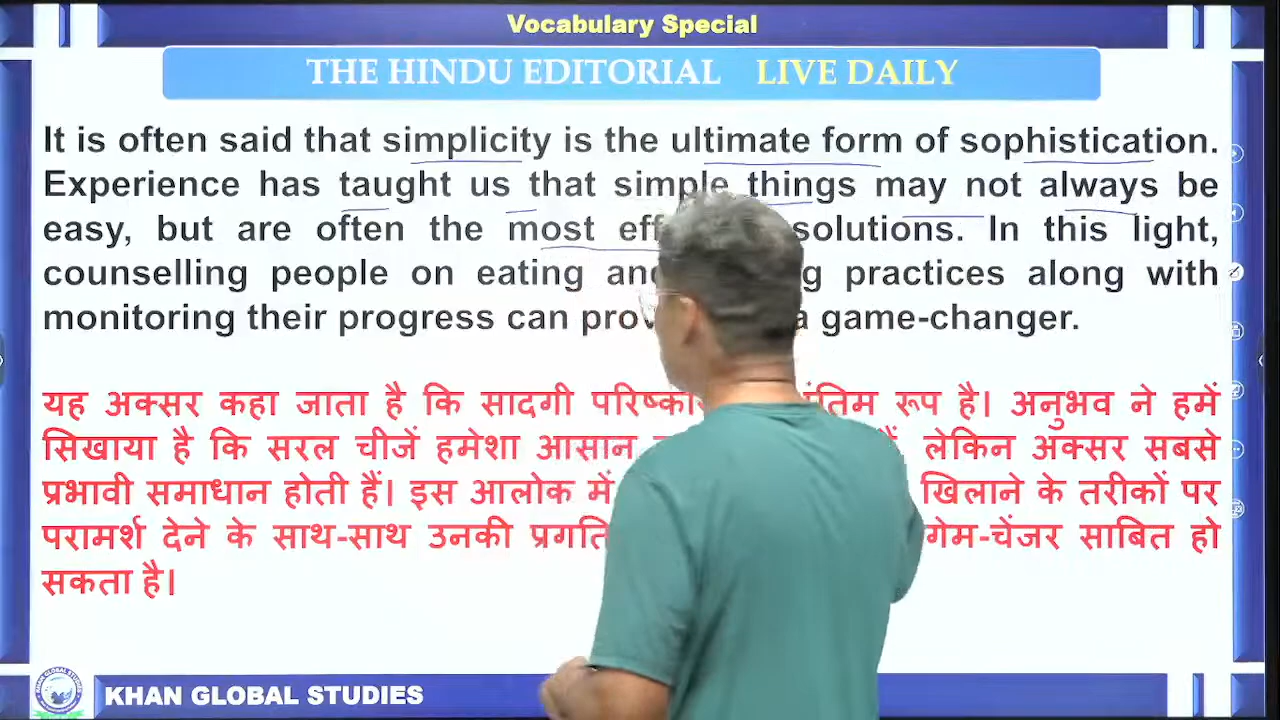 Vocabulary Special
THE HINDU EDITORIAL LIVE DAILY
It is often said that simplicity is the ultimate form of sophistication.
Experience has taught us that simple things may not always be
easy, but are often the most solutions. In this light,
counselling people on eating practices along with
monitoring their progress can a game-changer.
यह अक्सर कहा जाता है कि सादगी रूप है। अनुभव ने हमें
सिखाया है कि सरल चीजें हमेशा आसान लेकिन अक्सर सबसे
प्रभावी समाधान होती हैं। इस आलोक में खिलाने के तरीकों पर
परामर्श देने के साथ-साथ उनकी गेम-चेंजर साबित हो
सकता है।
KHAN GLOBAL STUDIES